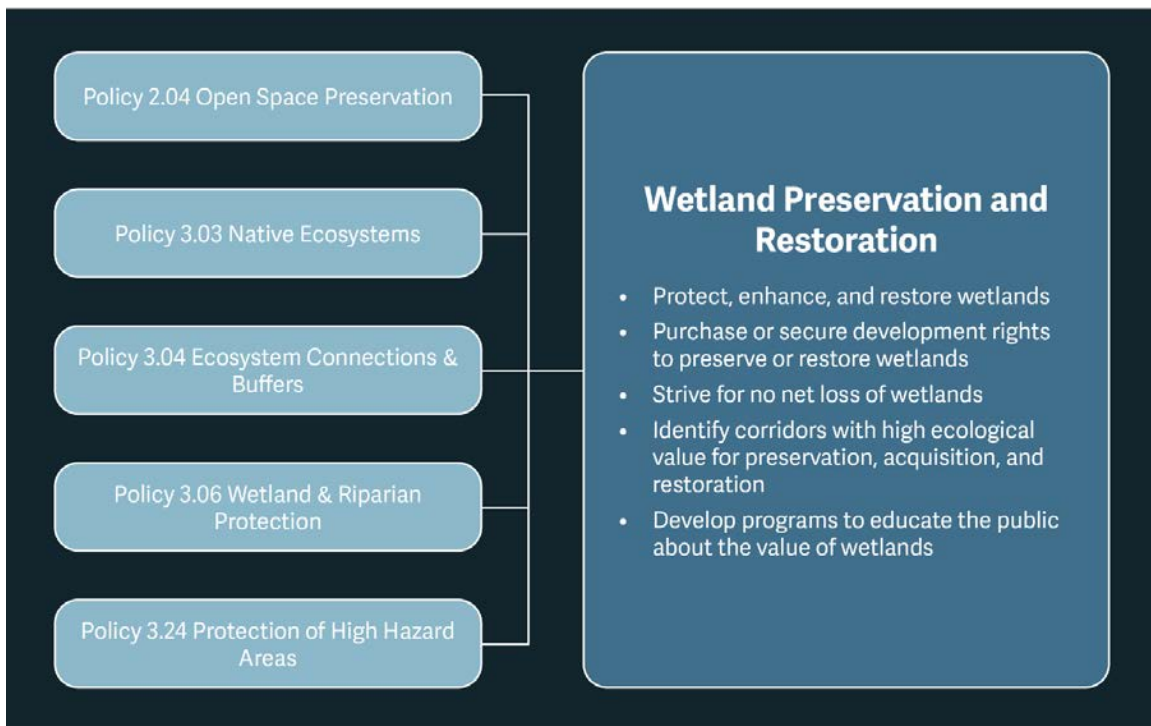 Policy 2.04 Open Space Preservation
Policy 3.03 Native Ecosystems
Policy 3.04 Ecosystem Connections &
Buffers
Policy 3.06 Wetland & Riparian
Protection
Policy 3.24 Protection of High Hazard
Areas
Wetland Preservation and
Restoration
• Protect, enhance, and restore wetlands
• Purchase or secure development rights
to preserve or restore wetlands
• Strive for no net loss of wetlands
• Identify corridors with high ecological
value for preservation, acquisition, and
restoration
• Develop programs to educate the public
about the value of wetlands